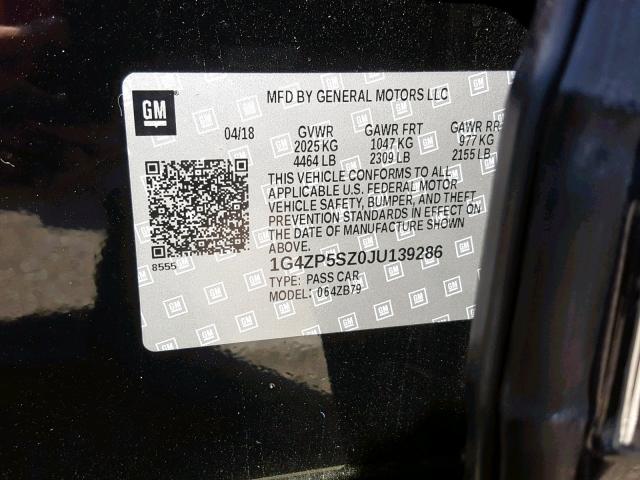 GM
MFD BY GENERAL MOTORS LLC
04/18 GVWR GAWR FRT GAWR RR
2025 KG 1047 KG 977 KG
4464 LB 2309 LB 2155 LB
THIS VEHICLE CONFORMS TO ALL
APPLICABLE U.S. FEDERAL MOTOR
VEHICLE SAFETY, BUMPER, AND THEFT
PREVENTION STANDARDS IN EFFECT ON
THE DATE OF MANUFACTURE SHOWN
ABOVE.
8555
1G4ZP5SZ0JU139286
TYPE: PASS CAR
MODEL: 064ZB79